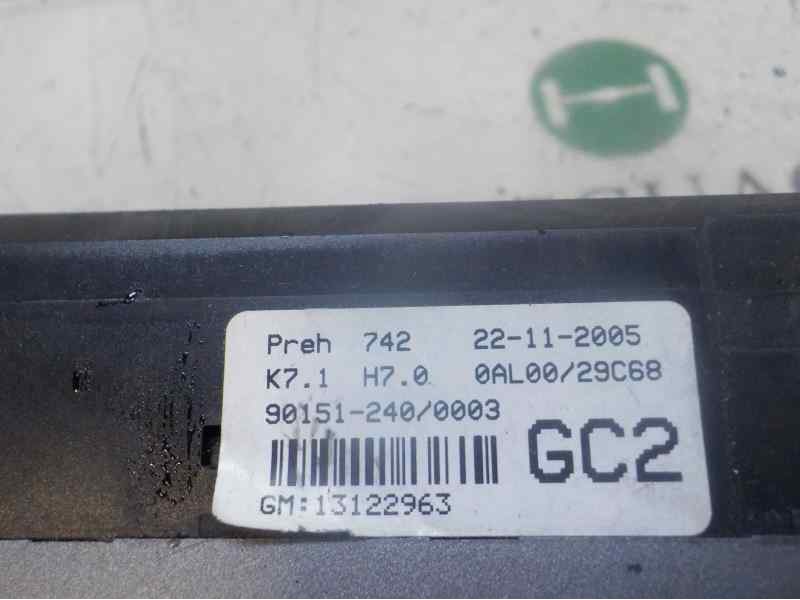 Preh 742 22-11-2005
K7.1 H7.0 0AL00/29C68
90151-240/0003
GC2
GM:13122963